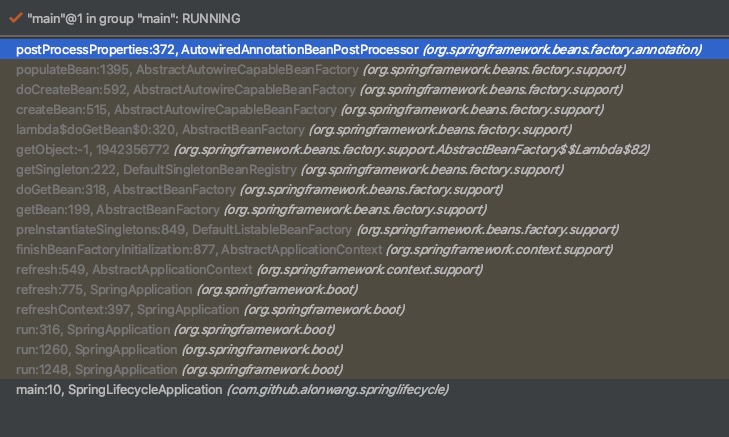 "main"@1 in group "main": RUNNING
postProcessProperties:372, AutowiredAnnotationBeanPostProcessor (org.springframework.beans.factory.annotation)
populateBean:1395, AbstractAutowireCapableBeanFactory (org.springframework.beans.factory.support)
doCreateBean:592, AbstractAutowireCapableBeanFactory (org.springframework.beans.factory.support)
createBean:515, AbstractAutowireCapableBeanFactory (org.springframework.beans.factory.support)
lambda$doGetBean$0:320, AbstractBeanFactory (org.springframework.beans.factory.support)
getObject:-1, 1942356772 (org.springframework.beans.factory.support.AbstractBeanFactory$$Lambda$82)
getSingleton:222, DefaultSingletonBeanRegistry (org.springframework.beans.factory.support)
doGetBean:318, AbstractBeanFactory (org.springframework.beans.factory.support)
getBean:199, AbstractBeanFactory (org.springframework.beans.factory.support)
preInstantiateSingletons:849, DefaultListableBeanFactory (org.springframework.beans.factory.support)
finishBeanFactoryInitialization:877, AbstractApplicationContext (org.springframework.context.support)
refresh:549, AbstractApplicationContext (org.springframework.context.support)
refresh:775, SpringApplication (org.springframework.boot)
refreshContext:397, SpringApplication (org.springframework.boot)
run:316, SpringApplication (org.springframework.boot)
run:1260, SpringApplication (org.springframework.boot)
run:1248, SpringApplication (org.springframework.boot)
main:10, SpringLifecycleApplication (com.github.alonwang.springlifecycle)